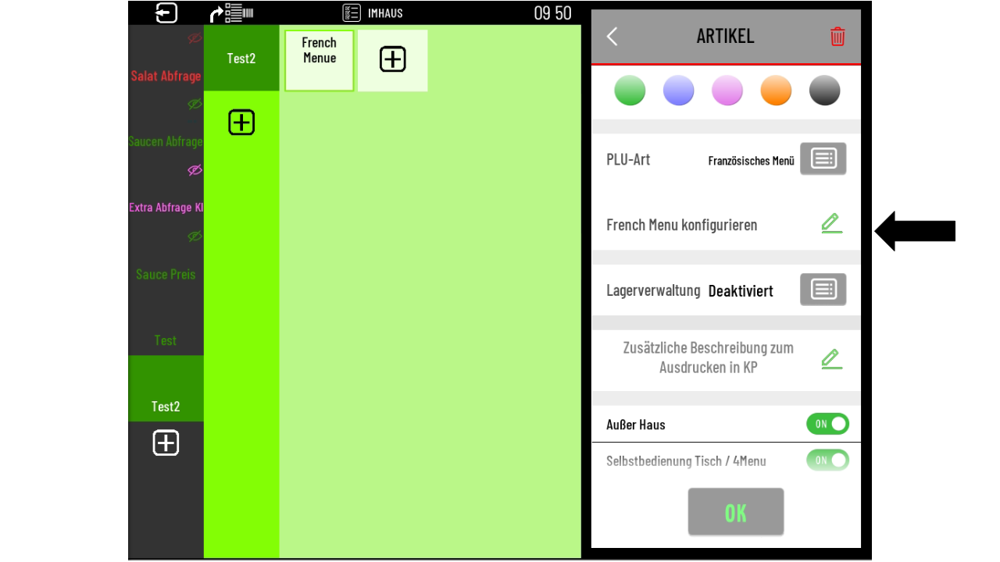 IMHAUS
09 50
Salat Abfrage
Saucen Abfrage
Extra Abfrage Kl
Sauce Preis
Test
Test2
Test2
French
Menue
ARTIKEL
PLU-Art
Französisches Menü
French Menu konfigurieren
Lagerverwaltung
Deaktiviert
Zusätzliche Beschreibung zum
Ausdrucken in KP
Außer Haus
ON
Selbstbedienung Tisch / 4Menu
ON
OK